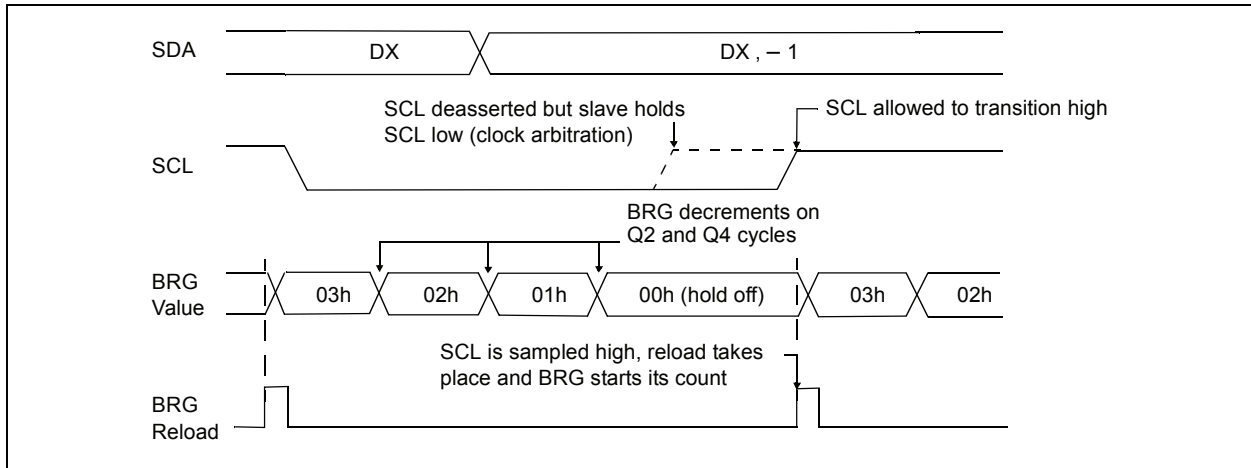 SDA
DX
DX , – 1
SCL deasserted but slave holds
SCL low (clock arbitration)
SCL allowed to transition high
SCL
BRG decrements on
Q2 and Q4 cycles
BRG
Value
03h
02h
01h
00h (hold off)
03h
02h
SCL is sampled high, reload takes
place and BRG starts its count
BRG
Reload